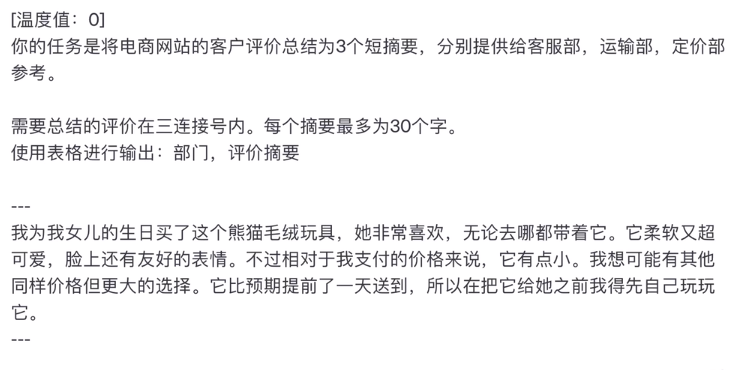 [温度值：0]
你的任务是将电商网站的客户评价总结为3个短摘要，分别提供给客服部，运输部，定价部
参考。
需要总结的评价在三连接号内。每个摘要最多为30个字。
使用表格进行输出：部门，评价摘要
---
我为我女儿的生日买了这个熊猫毛绒玩具，她非常喜欢，无论去哪都带着它。它柔软又超
可爱，脸上还有友好的表情。不过相对于我支付的价格来说，它有点小。我想可能有其他
同样价格但更大的选择。它比预期提前了一天送到，所以在把它给她之前我得先自己玩玩
它。
---